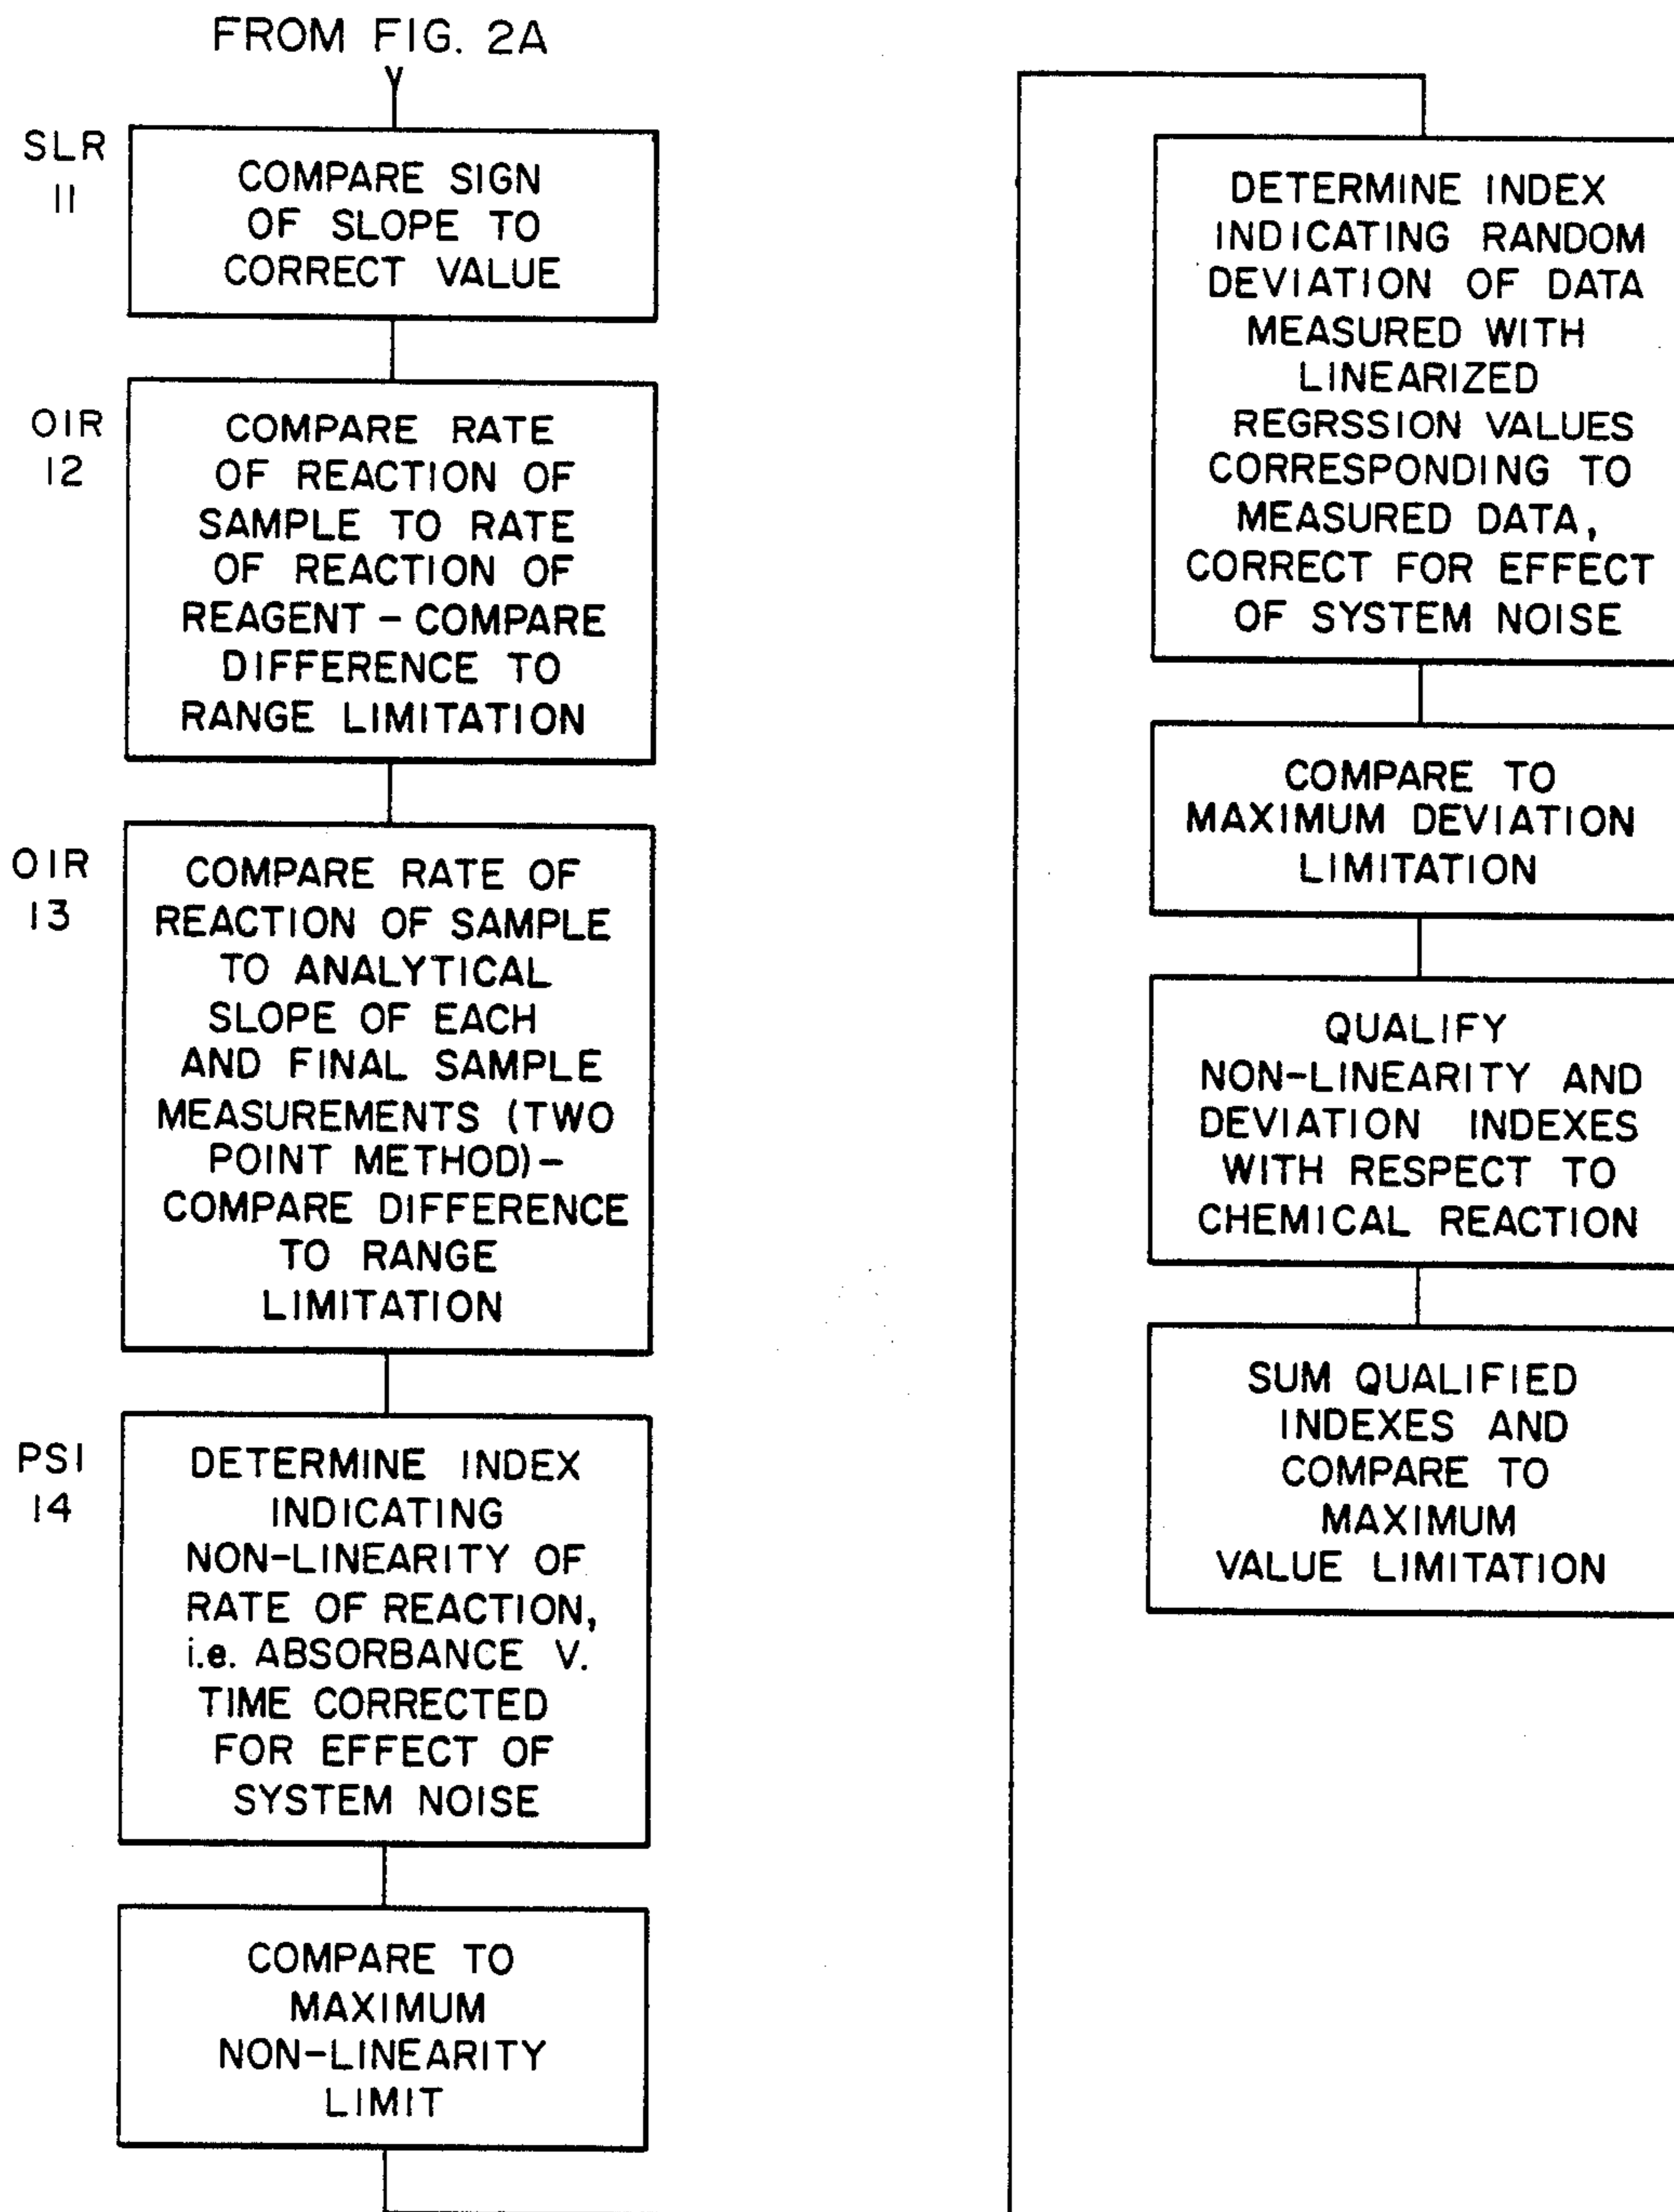 FROM FIG. 2A
SLR
11
COMPARE SIGN
OF SLOPE TO
CORRECT VALUE
OIR
12
COMPARE RATE
OF REACTION OF
SAMPLE TO RATE
OF REACTION OF
REAGENT – COMPARE
DIFFERENCE TO
RANGE LIMITATION
OIR
13
COMPARE RATE OF
REACTION OF SAMPLE
TO ANALYTICAL
SLOPE OF EACH
AND FINAL SAMPLE
MEASUREMENTS (TWO
POINT METHOD) –
COMPARE DIFFERENCE
TO RANGE
LIMITATION
PSI
14
DETERMINE INDEX
INDICATING
NON-LINEARITY OF
RATE OF REACTION,
i.e. ABSORBANCE V.
TIME CORRECTED
FOR EFFECT OF
SYSTEM NOISE
COMPARE TO
MAXIMUM
NON-LINEARITY
LIMIT
DETERMINE INDEX
INDICATING RANDOM
DEVIATION OF DATA
MEASURED WITH
LINEARIZED
REGRSSION VALUES
CORRESPONDING TO
MEASURED DATA,
CORRECT FOR EFFECT
OF SYSTEM NOISE
COMPARE TO
MAXIMUM DEVIATION
LIMITATION
QUALIFY
NON-LINEARITY AND
DEVIATION INDEXES
WITH RESPECT TO
CHEMICAL REACTION
SUM QUALIFIED
INDEXES AND
COMPARE TO
MAXIMUM
VALUE LIMITATION